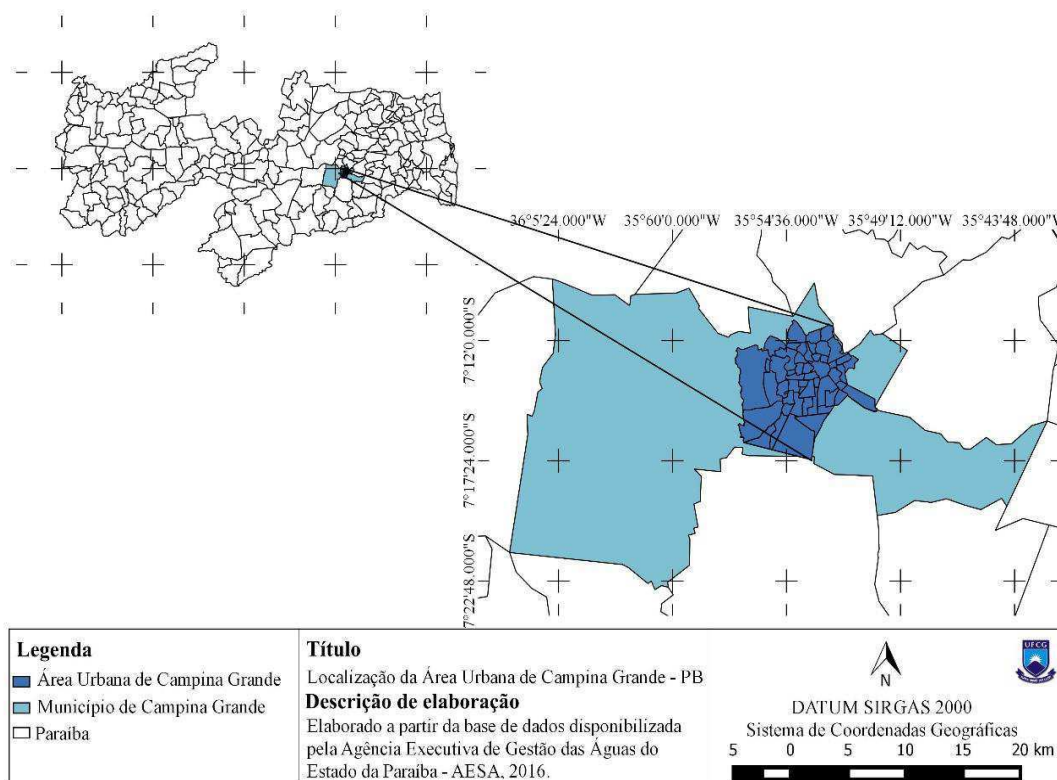 36°5'24.000"W 35°60'0.000"W 35°54'36.000"W 35°49'12.000"W 35°43'48.000"W
7°12'0.000"S
7°17'24.000"S
7°22'48.000"S
Legenda
Área Urbana de Campina Grande
Município de Campina Grande
Paraíba
Título
Localização da Área Urbana de Campina Grande - PB
Descrição de elaboração
Elaborado a partir da base de dados disponibilizada
pela Agência Executiva de Gestão das Águas do
Estado da Paraíba - AESA, 2016.
N
UFCG
DATUM SIRGAS 2000
Sistema de Coordenadas Geográficas
5 0 5 10 15 20 km